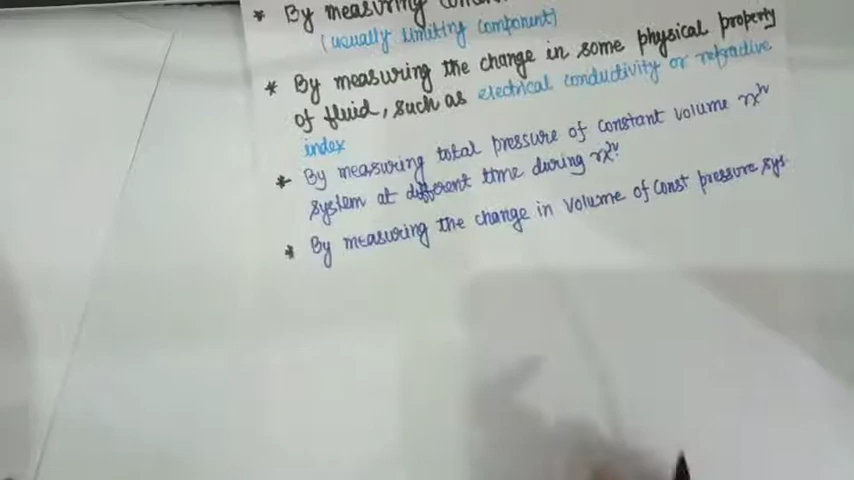 * By measuring
(usually limiting component)
* By measuring the change in some physical property
of fluid, such as electrical conductivity or refractive
index
* By measuring total pressure of constant volume rxⁿ
system at different time during rxⁿ.
* By measuring the change in volume of const pressure sys.